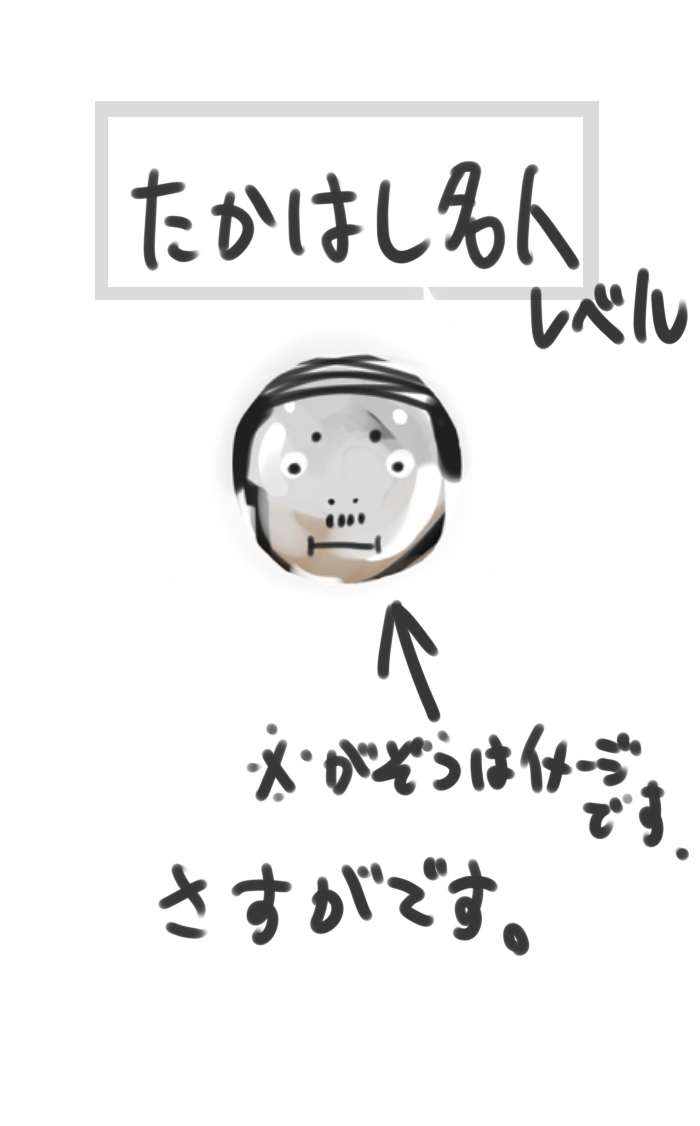 たかはし名人
レベル
※がぞうはイメージ
です.
さすがです。